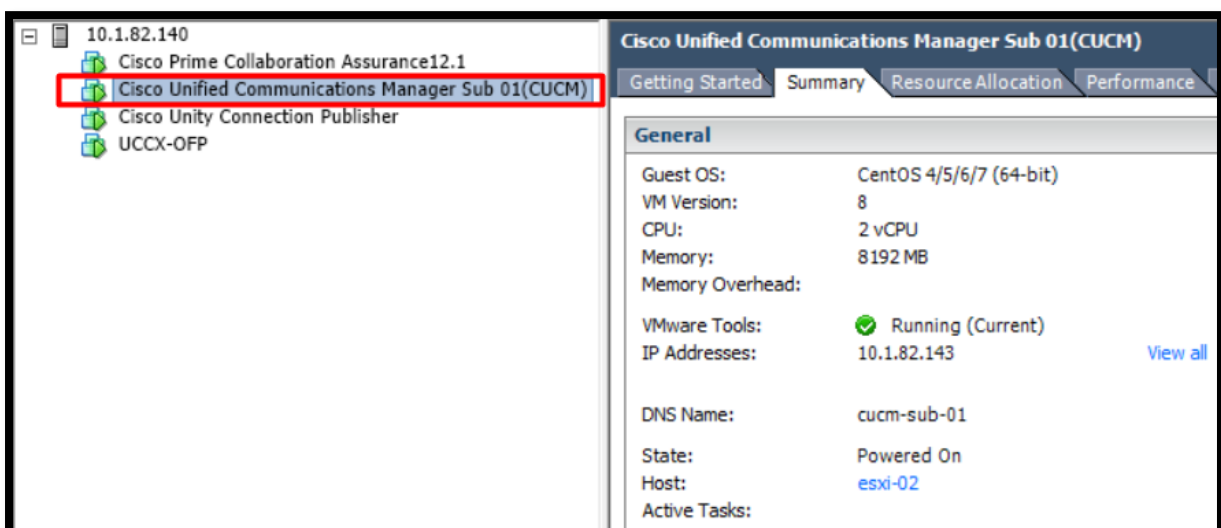 10.1.82.140
Cisco Prime Collaboration Assurance12.1
Cisco Unified Communications Manager Sub 01(CUCM)
Cisco Unity Connection Publisher
UCCX-OFP
Cisco Unified Communications Manager Sub 01(CUCM)
Getting Started Summary Resource Allocation Performance
General
Guest OS: CentOS 4/5/6/7 (64-bit)
VM Version: 8
CPU: 2 vCPU
Memory: 8192 MB
Memory Overhead:
VMware Tools: Running (Current)
IP Addresses: 10.1.82.143 View all
DNS Name: cucm-sub-01
State: Powered On
Host: esxi-02
Active Tasks: